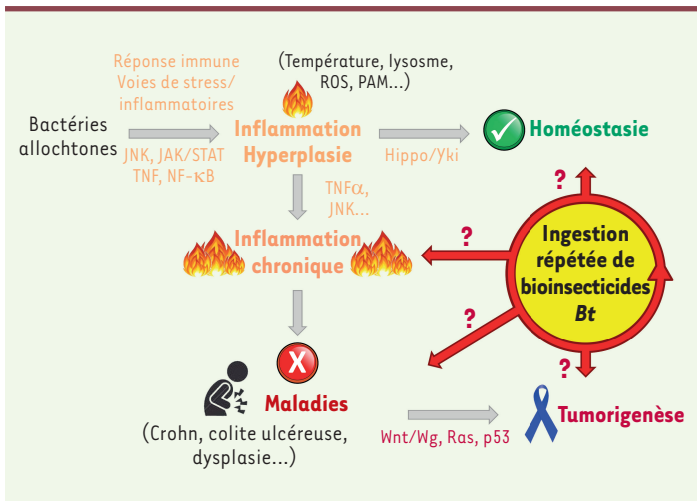 Réponse immune
Voies de stress/
inflammatoires
(Température, lysosme,
ROS, PAM...)
Bactéries
allochtones
JNK, JAK/STAT
TNF, NF-κB
Inflammation
Hyperplasie
Hippo/Yki
Homéostasie
TNFα,
JNK...
Inflammation
chronique
?
?
?
?
Ingestion
répétée de
bioinsecticides
Bt
X
Maladies
(Crohn, colite ulcéreuse,
dysplasie...)
Wnt/Wg, Ras, p53
Tumorigenèse